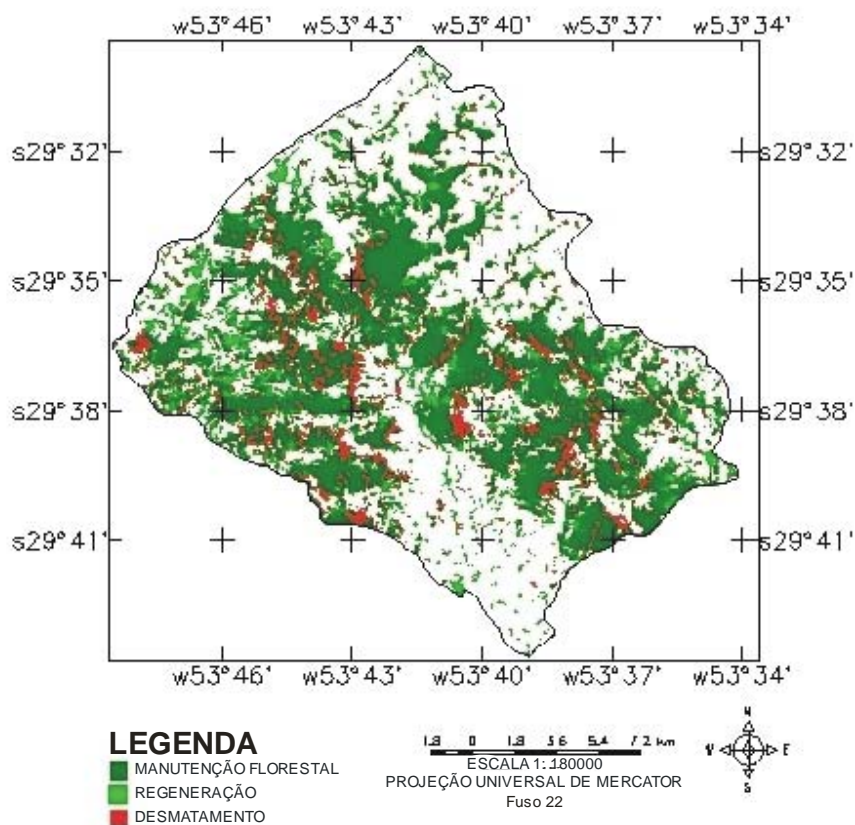 w53°46' w53°43' w53°40' w53°37' w53°34'
s29°32' s29°32'
s29°35' s29°35'
s29°38' s29°38'
s29°41' s29°41'
w53°46' w53°43' w53°40' w53°37' w53°34'
LEGENDA
MANUTENÇÃO FLORESTAL
REGENERAÇÃO
DESMATAMENTO
1.8 0 1.8 3.6 5.4 7.2 km
ESCALA 1:.180000
PROJEÇÃO UNIVERSAL DE MERCATOR
Fuso 22
N
E
S